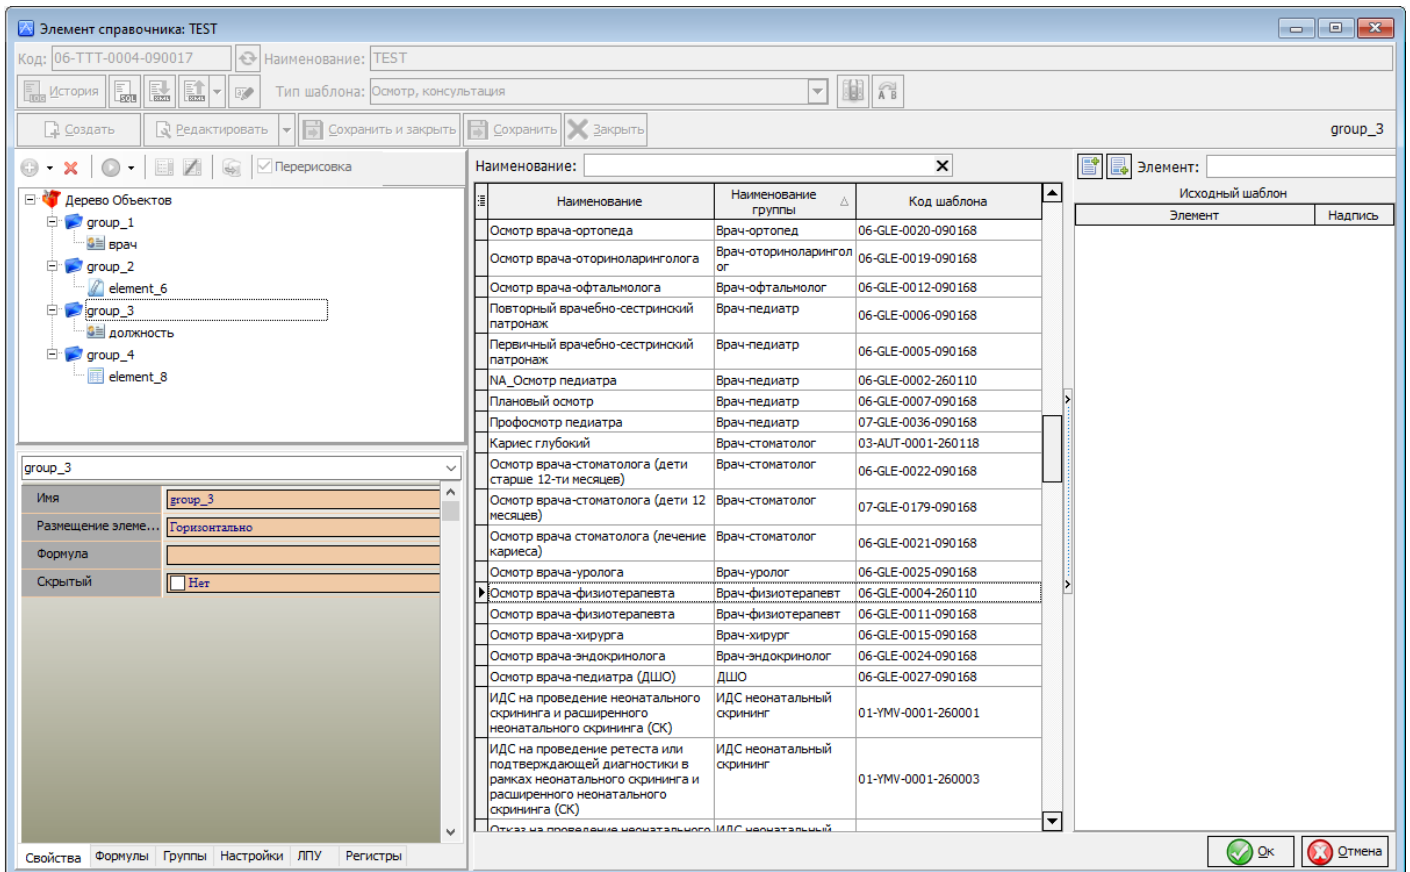 Элемент справочника: TEST
Код: 06-TTT-0004-090017 Наименование: TEST
История SQL Тип шаблона: Осмотр, консультация A B
Создать Редактировать Сохранить и закрыть Сохранить Закрыть group_3
Перерисовка
Дерево Объектов
group_1
врач
group_2
element_6
group_3
должность
group_4
element_8
group_3
Имя group_3
Размещение элеме... Горизонтально
Формула
Скрытый Нет
Свойства Формулы Группы Настройки ЛПУ Регистры
Наименование:
Наименование Наименование Код шаблона
группы
Осмотр врача-ортопеда Врач-ортопед 06-GLE-0020-090168
Осмотр врача-оториноларинголога Врач-оториноларингол 06-GLE-0019-090168
ог
Осмотр врача-офтальмолога Врач-офтальмолог 06-GLE-0012-090168
Повторный врачебно-сестринский Врач-педиатр 06-GLE-0006-090168
патронаж
Первичный врачебно-сестринский Врач-педиатр 06-GLE-0005-090168
патронаж
NA_Осмотр педиатра Врач-педиатр 06-GLE-0002-260110
Плановый осмотр Врач-педиатр 06-GLE-0007-090168
Профосмотр педиатра Врач-педиатр 07-GLE-0036-090168
Кариес глубокий Врач-стоматолог 03-AUT-0001-260118
Осмотр врача-стоматолога (дети Врач-стоматолог 06-GLE-0022-090168
старше 12-ти месяцев)
Осмотр врача-стоматолога (дети 12 Врач-стоматолог 07-GLE-0179-090168
месяцев)
Осмотр врача стоматолога (лечение Врач-стоматолог 06-GLE-0021-090168
кариеса)
Осмотр врача-уролога Врач-уролог 06-GLE-0025-090168
Осмотр врача-физиотерапевта Врач-физиотерапевт 06-GLE-0004-260110
Осмотр врача-физиотерапевта Врач-физиотерапевт 06-GLE-0011-090168
Осмотр врача-хирурга Врач-хирург 06-GLE-0015-090168
Осмотр врача-эндокринолога Врач-эндокринолог 06-GLE-0024-090168
Осмотр врача-педиатра (ДШО) ДШО 06-GLE-0027-090168
ИДС на проведение неонатального ИДС неонатальный
скрининга и расширенного скрининг 01-YMV-0001-260001
неонатального скрининга (СК)
ИДС на проведение ретеста или ИДС неонатальный
подтверждающей диагностики в скрининг
рамках неонатального скрининга и 01-YMV-0001-260003
расширенного неонатального
скрининга (СК)
Отказ на проведение неонатального ИДС неонатальный
Элемент:
Исходный шаблон
Элемент Надпись
Ок Отмена